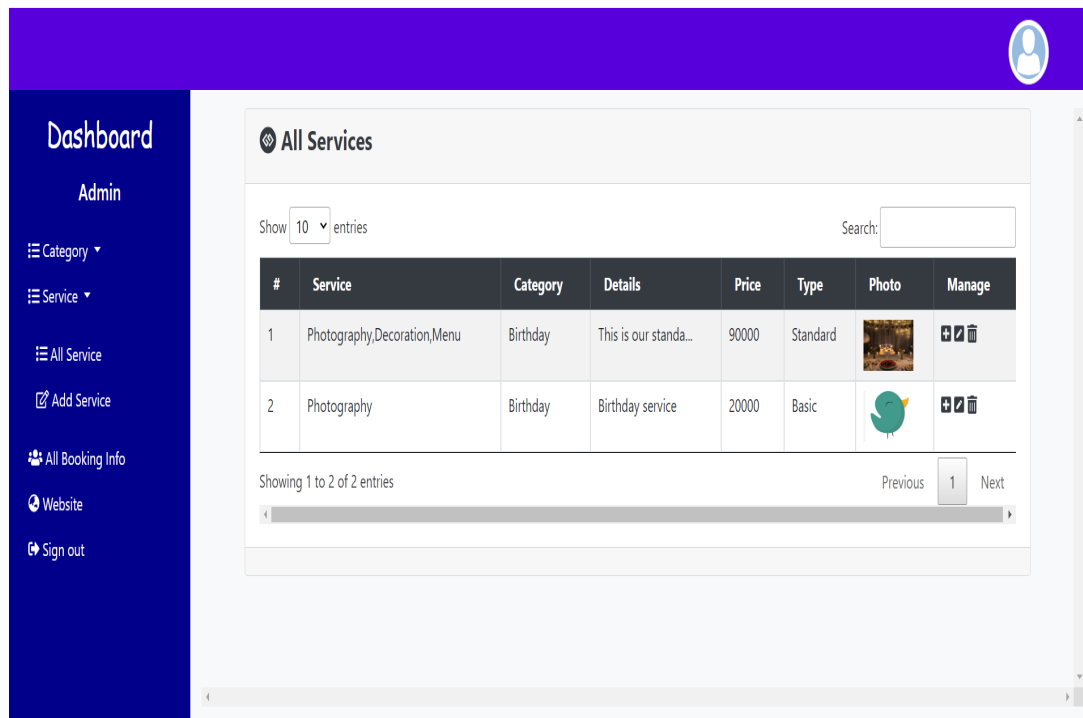 Dashboard
Admin
Category
Service
All Service
Add Service
All Booking Info
Website
Sign out
All Services
Show 10 entries
Search:
# Service Category Details Price Type Photo Manage
1 Photography,Decoration,Menu Birthday This is our standa... 90000 Standard
2 Photography Birthday Birthday service 20000 Basic
Showing 1 to 2 of 2 entries
Previous 1 Next